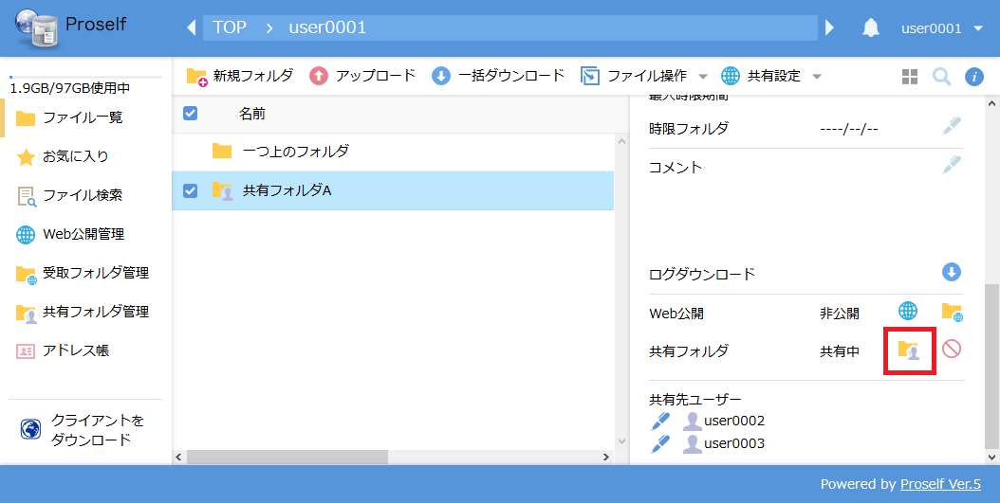 Proself
TOP > user0001
user0001
1.9GB/97GB使用中
ファイル一覧
お気に入り
ファイル検索
Web公開管理
受取フォルダ管理
共有フォルダ管理
アドレス帳
クライアントを
ダウンロード
新規フォルダ アップロード 一括ダウンロード ファイル操作 共有設定
名前
一つ上のフォルダ
共有フォルダA
最大時限期間
時限フォルダ ----/--/--
コメント
ログダウンロード
Web公開 非公開
共有フォルダ 共有中
共有先ユーザー
user0002
user0003
Powered by Proself Ver.5